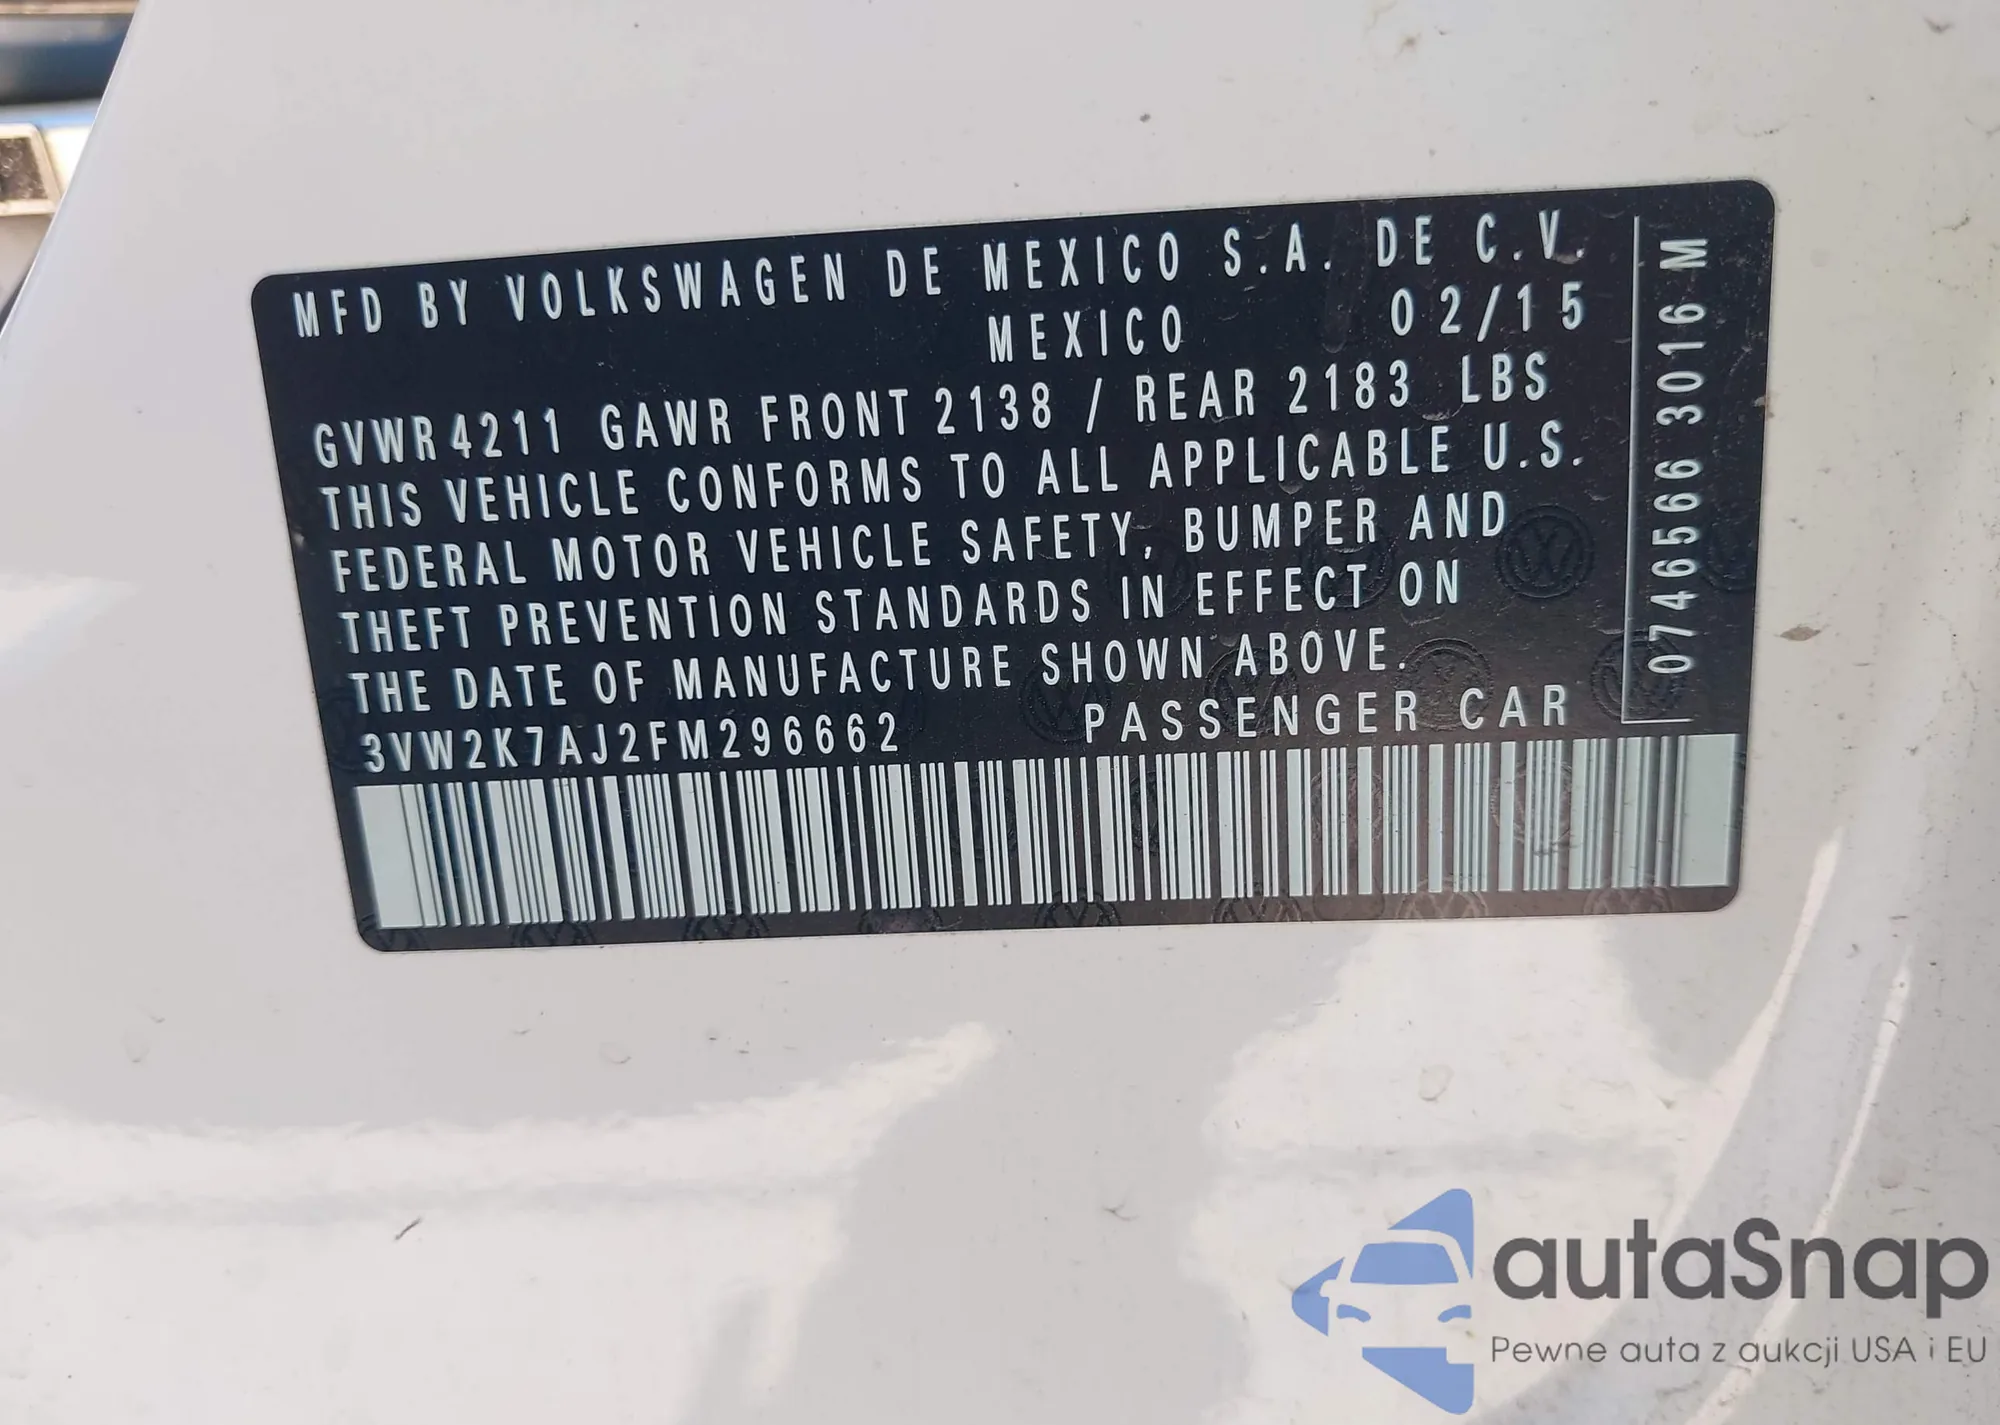 MFD BY VOLKSWAGEN DE MEXICO S.A. DE C.V.
MEXICO 02/15
GVWR 4211 GAWR FRONT 2138 / REAR 2183 LBS
THIS VEHICLE CONFORMS TO ALL APPLICABLE U.S.
FEDERAL MOTOR VEHICLE SAFETY, BUMPER AND
THEFT PREVENTION STANDARDS IN EFFECT ON
THE DATE OF MANUFACTURE SHOWN ABOVE.
3VW2K7AJ2FM296662 PASSENGER CAR
0746566 3016 M
autaSnap
Pewne auta z aukcji USA i EU